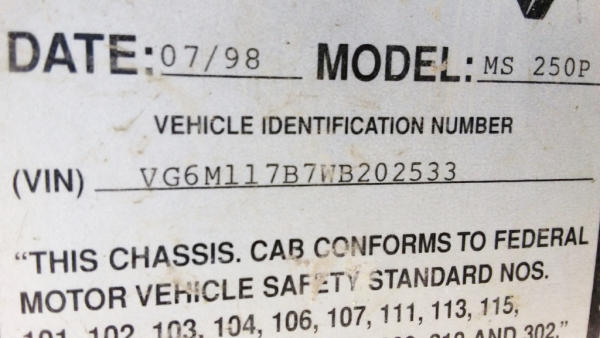 DATE: 07/98 MODEL: MS 250P
VEHICLE IDENTIFICATION NUMBER
(VIN) VG6M117B7WB202533
“THIS CHASSIS. CAB CONFORMS TO FEDERAL
MOTOR VEHICLE SAFETY STANDARD NOS.
101, 102, 103, 104, 106, 107, 111, 113, 115,
AND 302.”